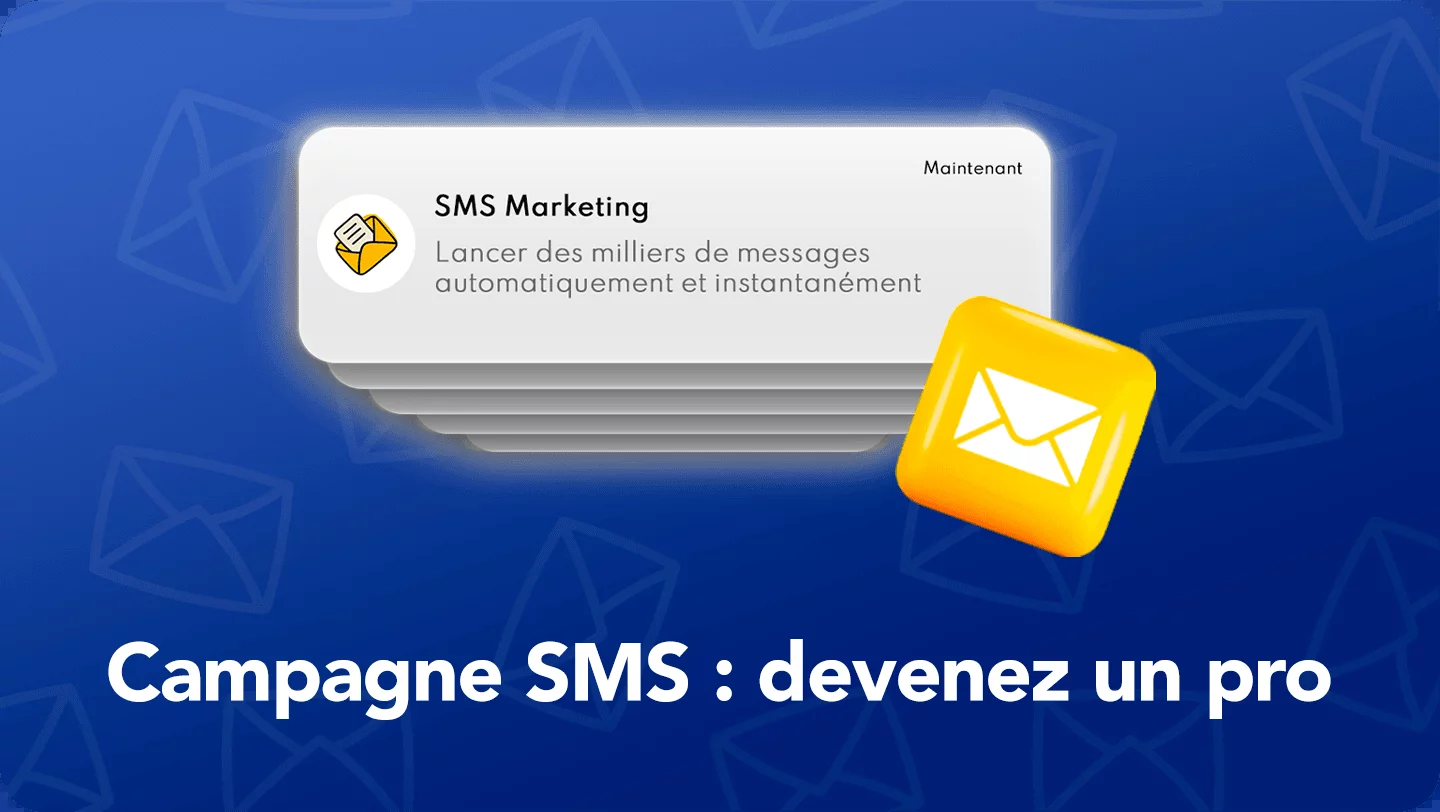 Maintenant
SMS Marketing
Lancer des milliers de messages
automatiquement et instantanément
Campagne SMS : devenez un pro